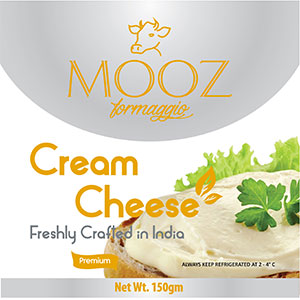 MOOZ
formaggio
Cream
Cheese
Freshly Crafted in India
Premium
ALWAYS KEEP REFRIGERATED AT 2 - 4° C
Net Wt. 150gm